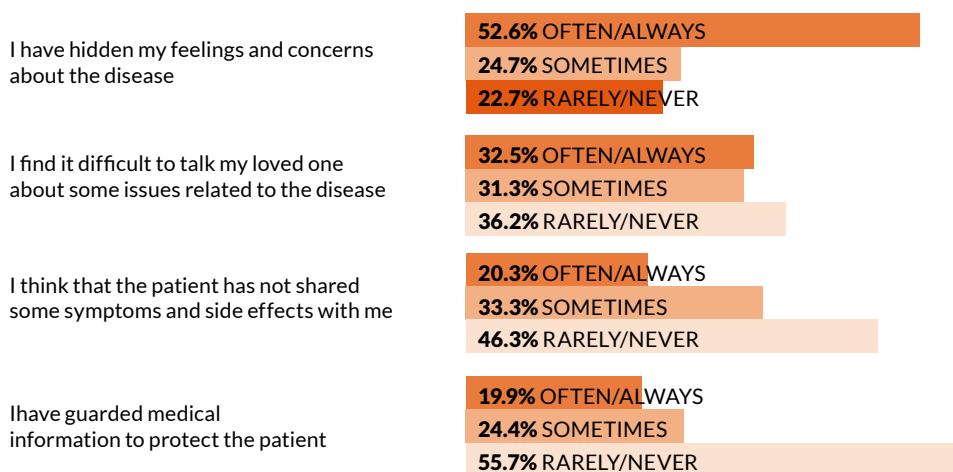 I have hidden my feelings and concerns
about the disease
52.6% OFTEN/ALWAYS
24.7% SOMETIMES
22.7% RARELY/NEVER
I find it difficult to talk my loved one
about some issues related to the disease
32.5% OFTEN/ALWAYS
31.3% SOMETIMES
36.2% RARELY/NEVER
I think that the patient has not shared
some symptoms and side effects with me
20.3% OFTEN/ALWAYS
33.3% SOMETIMES
46.3% RARELY/NEVER
Ihave guarded medical
information to protect the patient
19.9% OFTEN/ALWAYS
24.4% SOMETIMES
55.7% RARELY/NEVER